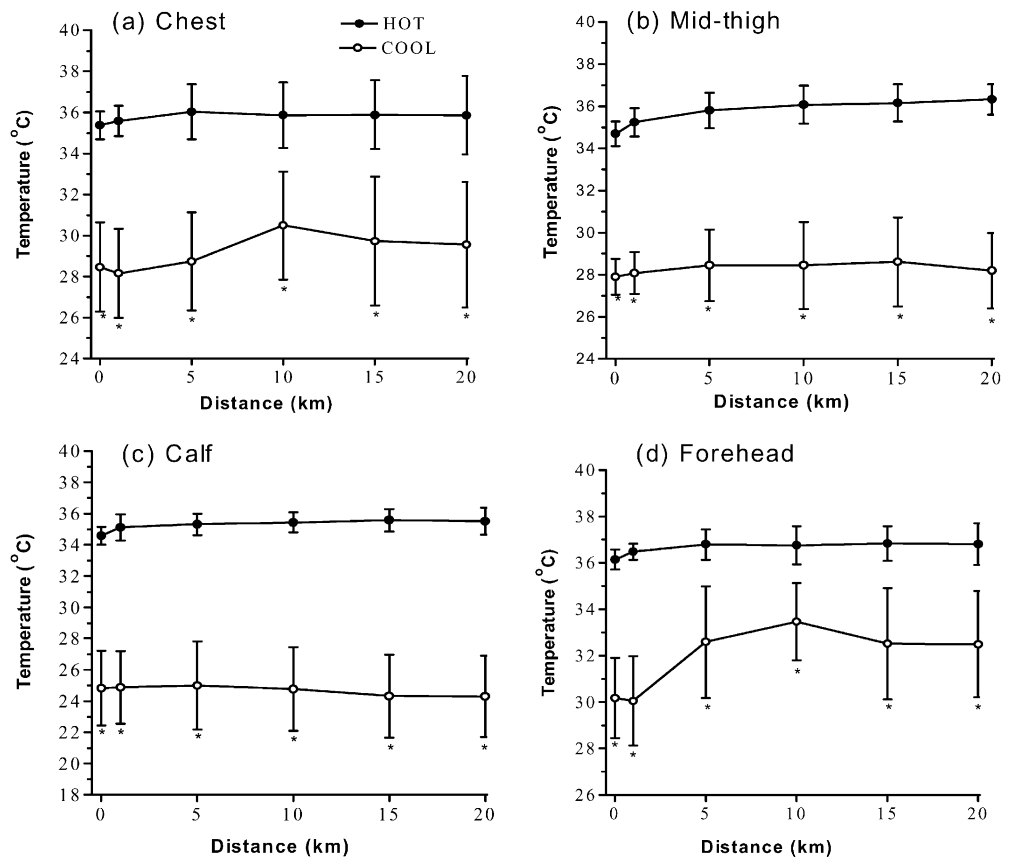 (a) Chest
HOT
COOL
40
38
36
34
32
30
28
26
24
Temperature (°C)
0 5 10 15 20
Distance (km)
* * * * * *
(b) Mid-thigh
40
38
36
34
32
30
28
26
24
Temperature (°C)
0 5 10 15 20
Distance (km)
* * * * * *
(c) Calf
40
38
36
34
32
30
28
26
24
22
20
18
Temperature (°C)
0 5 10 15 20
Distance (km)
* * * * * *
(d) Forehead
40
38
36
34
32
30
28
26
Temperature (°C)
0 5 10 15 20
Distance (km)
* * * * * *